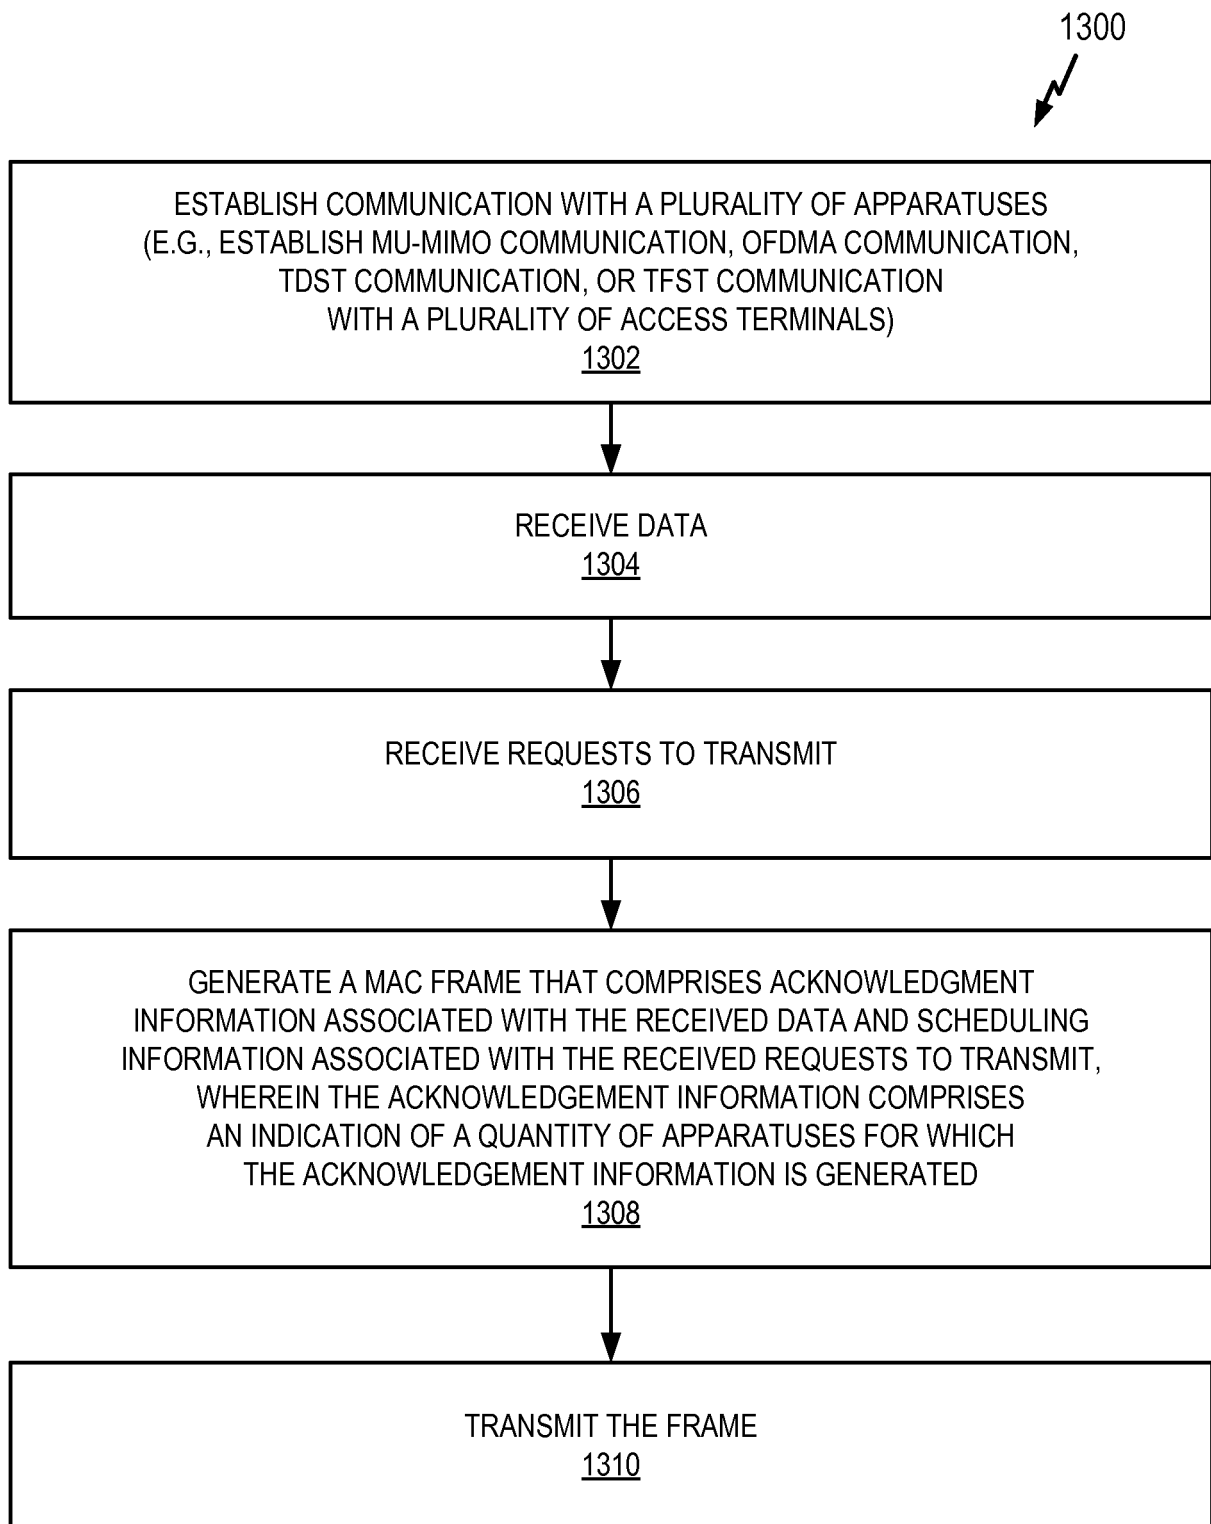 1300
ESTABLISH COMMUNICATION WITH A PLURALITY OF APPARATUSES
(E.G., ESTABLISH MU-MIMO COMMUNICATION, OFDMA COMMUNICATION,
TDST COMMUNICATION, OR TFST COMMUNICATION
WITH A PLURALITY OF ACCESS TERMINALS)
1302
RECEIVE DATA
1304
RECEIVE REQUESTS TO TRANSMIT
1306
GENERATE A MAC FRAME THAT COMPRISES ACKNOWLEDGMENT
INFORMATION ASSOCIATED WITH THE RECEIVED DATA AND SCHEDULING
INFORMATION ASSOCIATED WITH THE RECEIVED REQUESTS TO TRANSMIT,
WHEREIN THE ACKNOWLEDGEMENT INFORMATION COMPRISES
AN INDICATION OF A QUANTITY OF APPARATUSES FOR WHICH
THE ACKNOWLEDGEMENT INFORMATION IS GENERATED
1308
TRANSMIT THE FRAME
1310